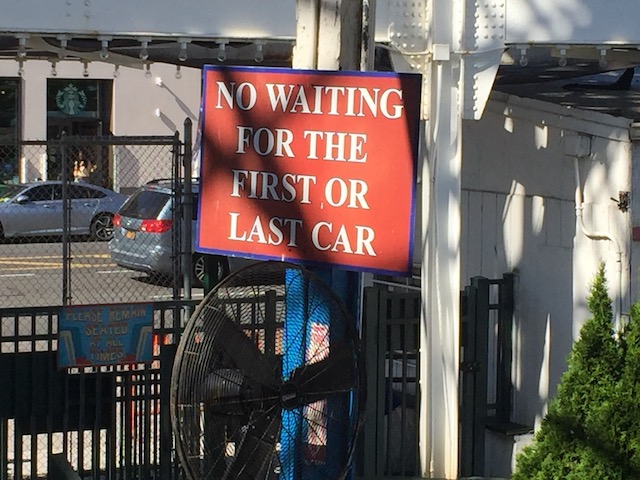 NO WAITING
FOR THE
FIRST OR
LAST CAR
PLEASE REMAIN
SEATED
AT ALL
TIMES